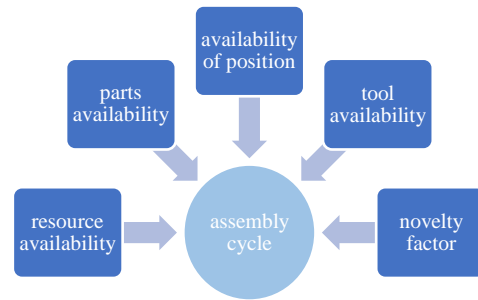 availability
of position
parts
availability
tool
availability
resource
availability
assembly
cycle
novelty
factor